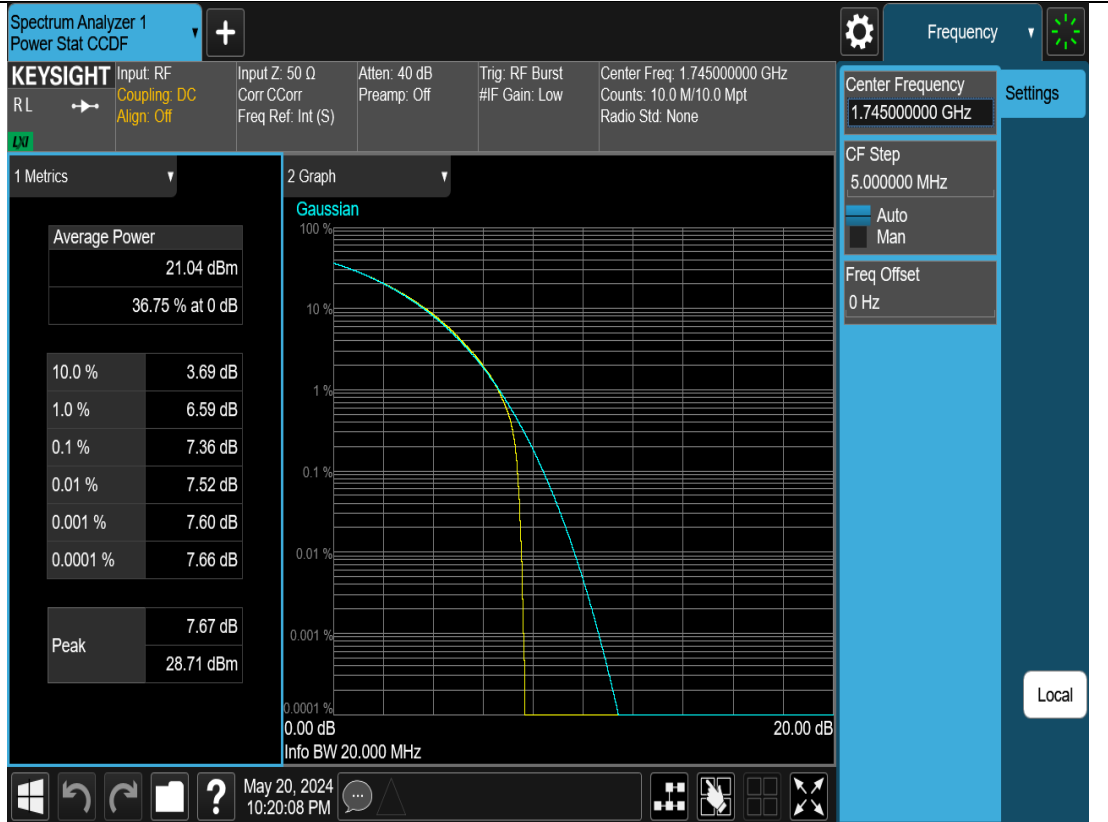 Spectrum Analyzer 1
Power Stat CCDF
Frequency
KEYSIGHT
RL
LXI
Input: RF
Coupling: DC
Align: Off
Input Z: 50 Ω
Corr CCorr
Freq Ref: Int (S)
Atten: 40 dB
Preamp: Off
Trig: RF Burst
#IF Gain: Low
Center Freq: 1.745000000 GHz
Counts: 10.0 M/10.0 Mpt
Radio Std: None
Center Frequency
1.745000000 GHz
Settings
CF Step
5.000000 MHz
Auto
Man
Freq Offset
0 Hz
1 Metrics
Average Power
21.04 dBm
36.75 % at 0 dB
10.0 % 3.69 dB
1.0 % 6.59 dB
0.1 % 7.36 dB
0.01 % 7.52 dB
0.001 % 7.60 dB
0.0001 % 7.66 dB
Peak
7.67 dB
28.71 dBm
2 Graph
Gaussian
100 %
10 %
1 %
0.1 %
0.01 %
0.001 %
0.0001 %
0.00 dB 20.00 dB
Info BW 20.000 MHz
Local
May 20, 2024
10:20:08 PM